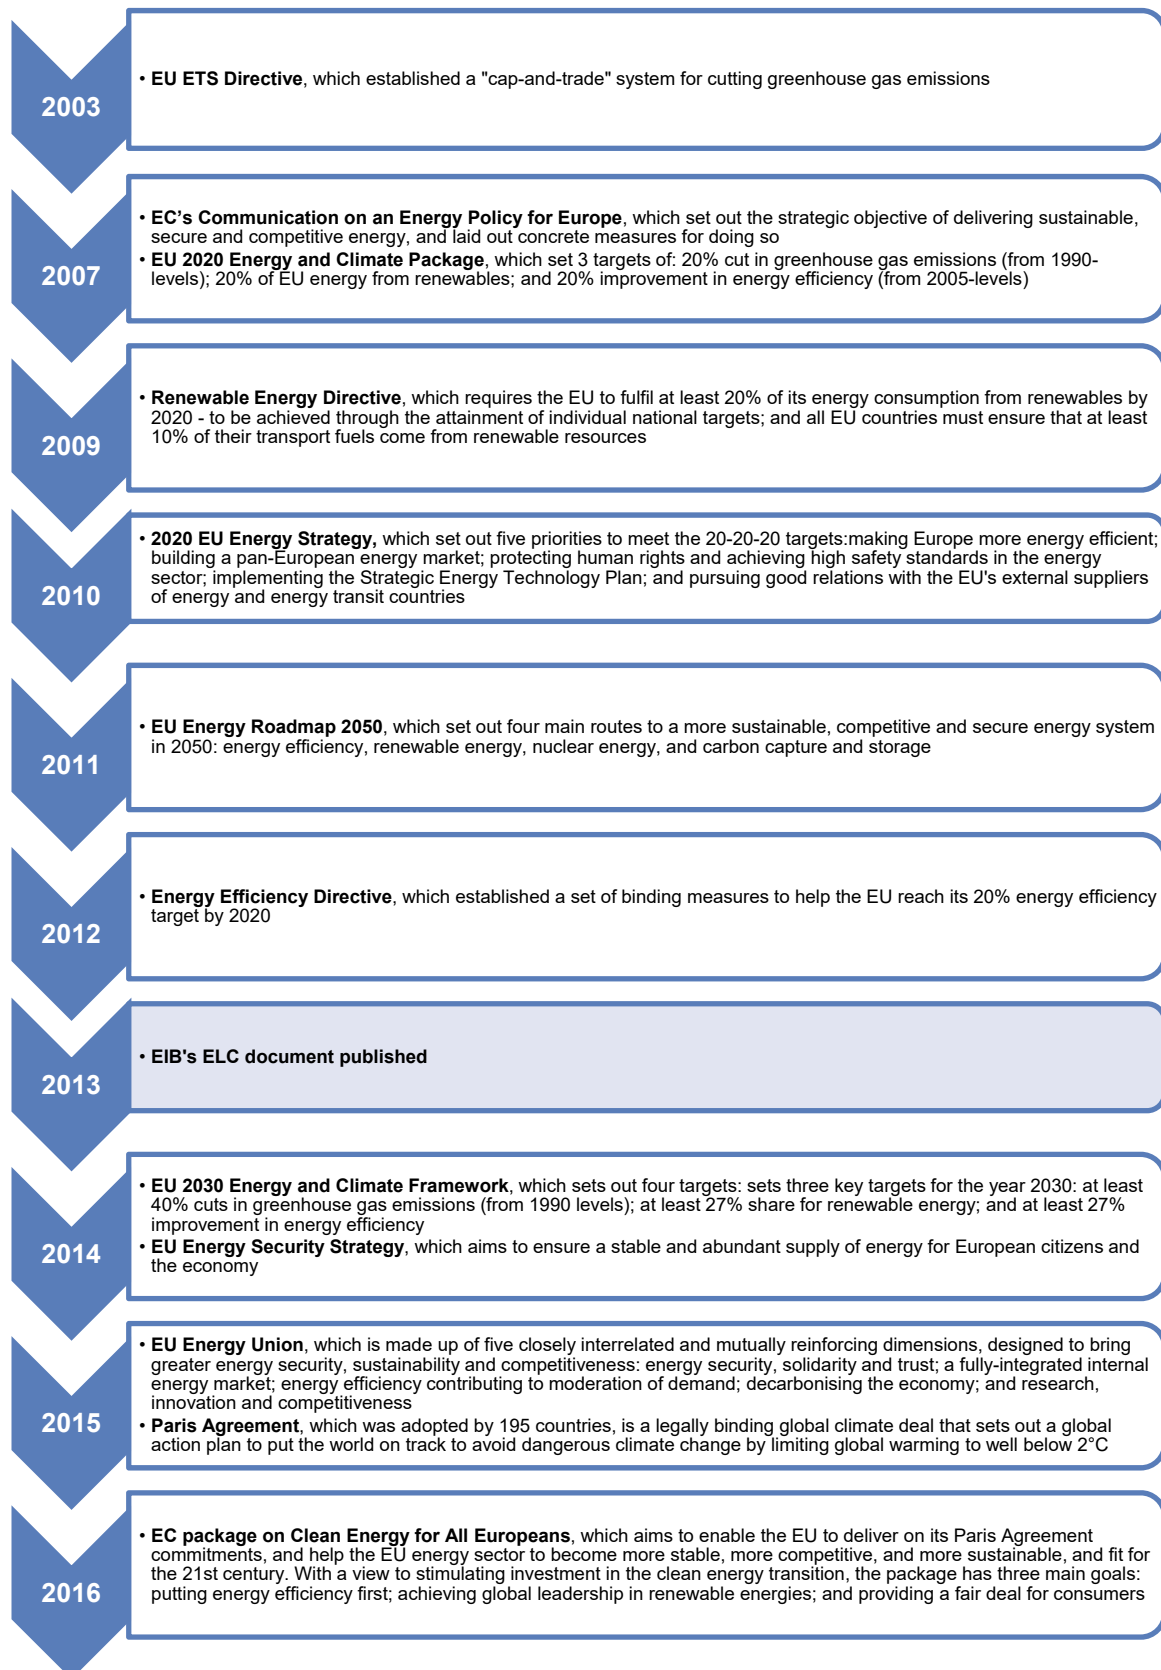 2003
• EU ETS Directive, which established a "cap-and-trade" system for cutting greenhouse gas emissions
2007
• EC’s Communication on an Energy Policy for Europe, which set out the strategic objective of delivering sustainable,
secure and competitive energy, and laid out concrete measures for doing so
• EU 2020 Energy and Climate Package, which set 3 targets of: 20% cut in greenhouse gas emissions (from 1990-
levels); 20% of EU energy from renewables; and 20% improvement in energy efficiency (from 2005-levels)
2009
• Renewable Energy Directive, which requires the EU to fulfil at least 20% of its energy consumption from renewables by
2020 - to be achieved through the attainment of individual national targets; and all EU countries must ensure that at least
10% of their transport fuels come from renewable resources
2010
• 2020 EU Energy Strategy, which set out five priorities to meet the 20-20-20 targets:making Europe more energy efficient;
building a pan-European energy market; protecting human rights and achieving high safety standards in the energy
sector; implementing the Strategic Energy Technology Plan; and pursuing good relations with the EU's external suppliers
of energy and energy transit countries
2011
• EU Energy Roadmap 2050, which set out four main routes to a more sustainable, competitive and secure energy system
in 2050: energy efficiency, renewable energy, nuclear energy, and carbon capture and storage
2012
• Energy Efficiency Directive, which established a set of binding measures to help the EU reach its 20% energy efficiency
target by 2020
2013
• EIB's ELC document published
2014
• EU 2030 Energy and Climate Framework, which sets out four targets: sets three key targets for the year 2030: at least
40% cuts in greenhouse gas emissions (from 1990 levels); at least 27% share for renewable energy; and at least 27%
improvement in energy efficiency
• EU Energy Security Strategy, which aims to ensure a stable and abundant supply of energy for European citizens and
the economy
2015
• EU Energy Union, which is made up of five closely interrelated and mutually reinforcing dimensions, designed to bring
greater energy security, sustainability and competitiveness: energy security, solidarity and trust; a fully-integrated internal
energy market; energy efficiency contributing to moderation of demand; decarbonising the economy; and research,
innovation and competitiveness
• Paris Agreement, which was adopted by 195 countries, is a legally binding global climate deal that sets out a global
action plan to put the world on track to avoid dangerous climate change by limiting global warming to well below 2°C
2016
• EC package on Clean Energy for All Europeans, which aims to enable the EU to deliver on its Paris Agreement
commitments, and help the EU energy sector to become more stable, more competitive, and more sustainable, and fit for
the 21st century. With a view to stimulating investment in the clean energy transition, the package has three main goals:
putting energy efficiency first; achieving global leadership in renewable energies; and providing a fair deal for consumers